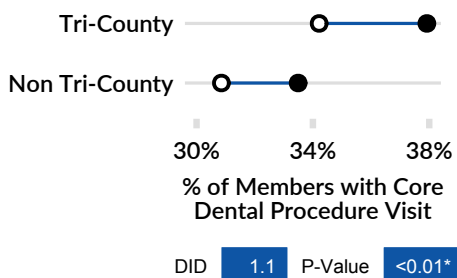 Tri-County
Non Tri-County
30% 34% 38%
% of Members with Core
Dental Procedure Visit
DID 1.1 P-Value <0.01*